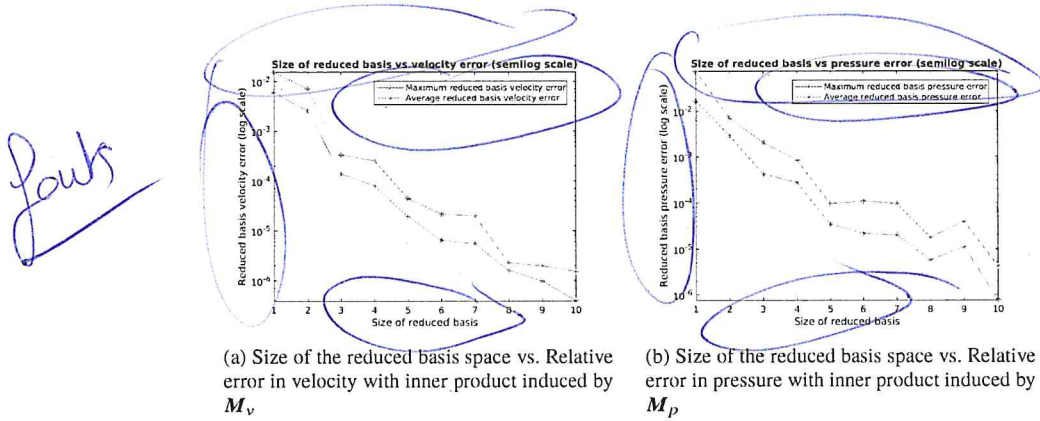 fonts
Size of reduced basis vs velocity error (semilog scale)
Maximum reduced basis velocity error
Average reduced basis velocity error
Reduced basis velocity error (log scale)
10⁻²
10⁻³
10⁻⁴
10⁻⁵
10⁻⁶
1 2 3 4 5 6 7 8 9 10
Size of reduced basis
(a) Size of the reduced basis space vs. Relative
error in velocity with inner product induced by
M_v
Size of reduced basis vs pressure error (semilog scale)
Maximum reduced basis pressure error
Average reduced basis pressure error
Reduced basis pressure error (log scale)
10⁻²
10⁻³
10⁻⁴
10⁻⁵
10⁻⁶
1 2 3 4 5 6 7 8 9 10
Size of reduced basis
(b) Size of the reduced basis space vs. Relative
error in pressure with inner product induced by
M_p